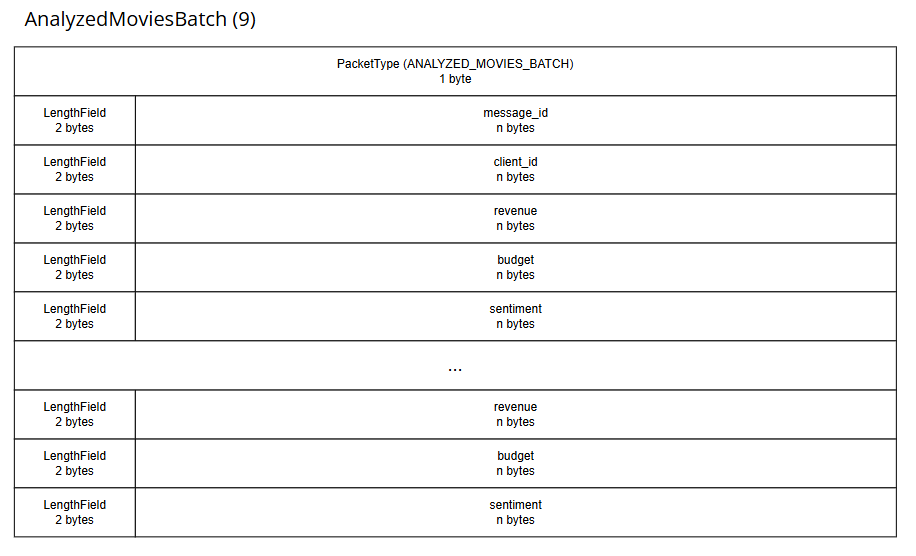 AnalyzedMoviesBatch (9)
PacketType (ANALYZED_MOVIES_BATCH)
1 byte
LengthField
2 bytes
message_id
n bytes
LengthField
2 bytes
client_id
n bytes
LengthField
2 bytes
revenue
n bytes
LengthField
2 bytes
budget
n bytes
LengthField
2 bytes
sentiment
n bytes
...
LengthField
2 bytes
revenue
n bytes
LengthField
2 bytes
budget
n bytes
LengthField
2 bytes
sentiment
n bytes